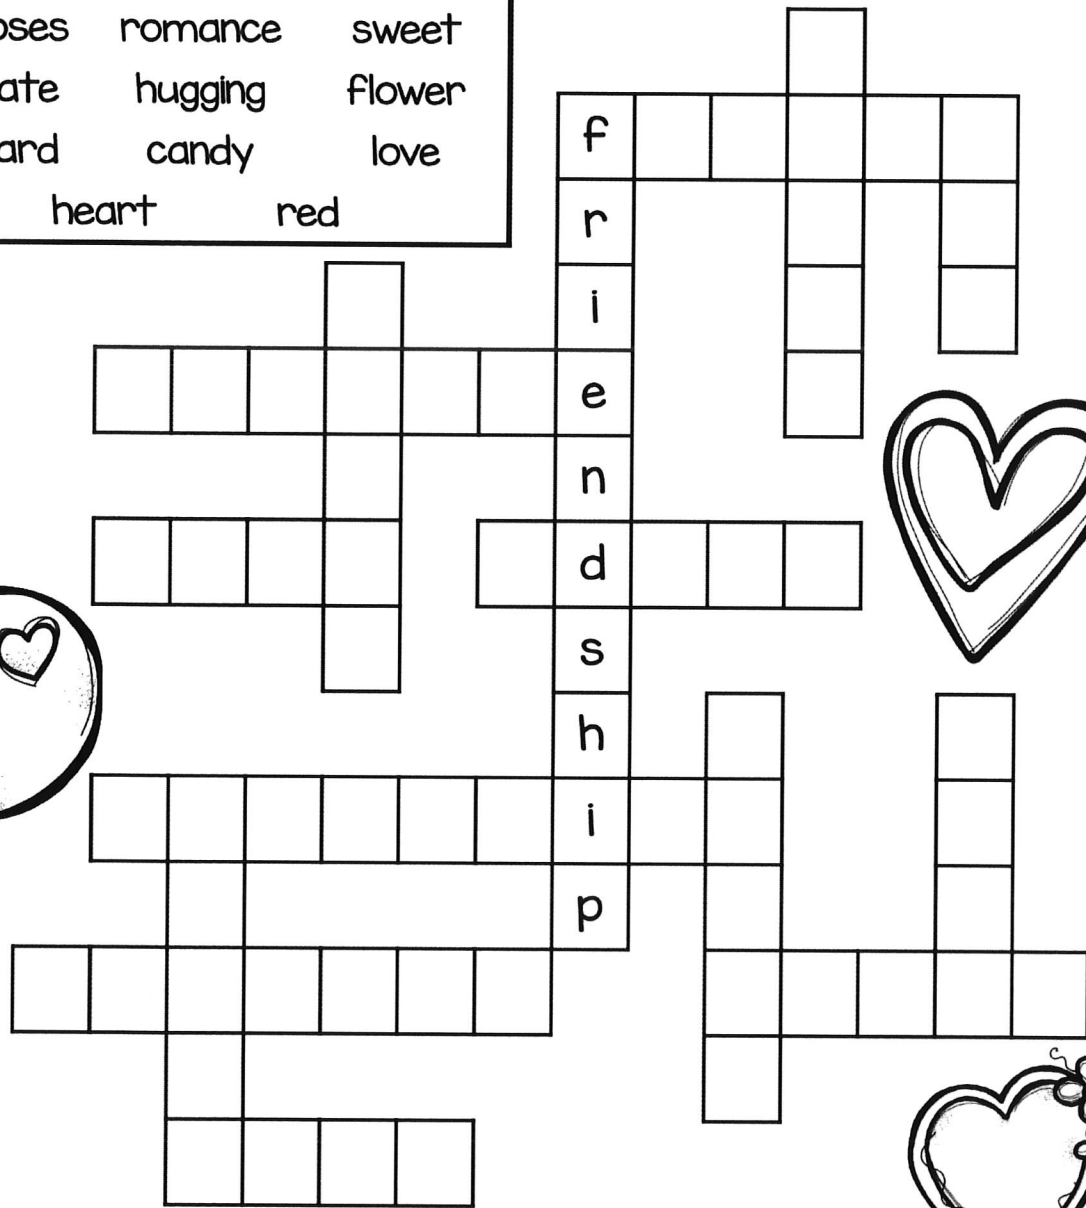 oses romance sweet
ate hugging flower
ard candy love
heart red
friendship